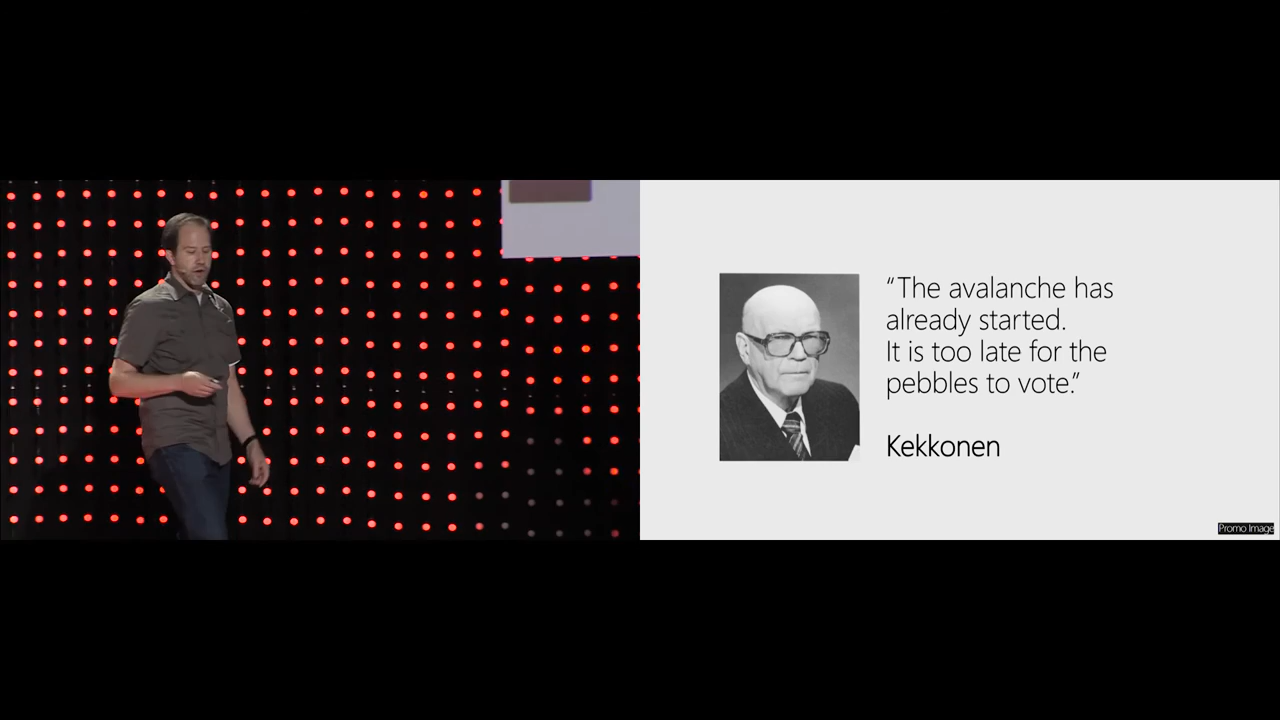 “The avalanche has
already started.
It is too late for the
pebbles to vote.”
Kekkonen
Promo Image